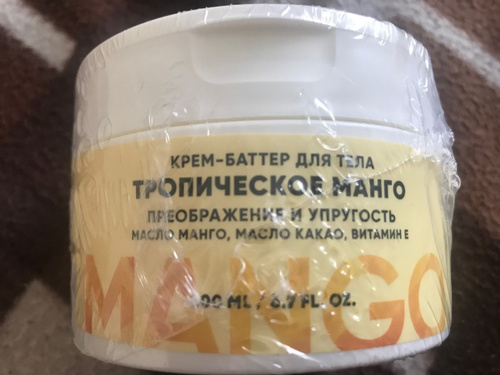 КРЕМ-БАТТЕР ДЛЯ ТЕЛА
ТРОПИЧЕСКОЕ МАНГО
ПРЕОБРАЖЕНИЕ И УПРУГОСТЬ
МАСЛО МАНГО, МАСЛО КАКАО, ВИТАМИН Е
MANGO
200 ML / 6.7 FL. OZ.